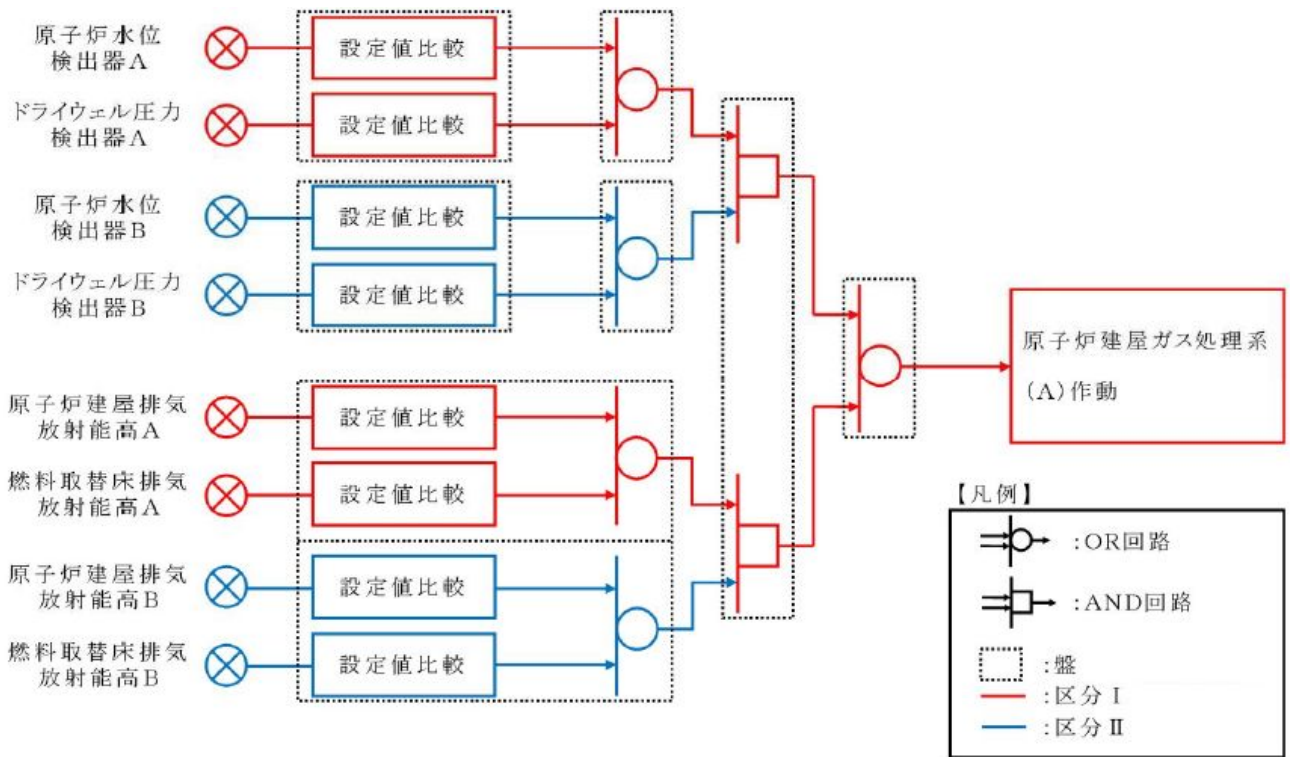 原子炉水位
検出器A
設定値比較
ドライウェル圧力
検出器A
設定値比較
原子炉水位
検出器B
設定値比較
ドライウェル圧力
検出器B
設定値比較
原子炉建屋排気
放射能高A
設定値比較
燃料取替床排気
放射能高A
設定値比較
原子炉建屋排気
放射能高B
設定値比較
燃料取替床排気
放射能高B
設定値比較
原子炉建屋ガス処理系
(A)作動
【凡例】
:OR回路
:AND回路
:盤
:区分Ⅰ
:区分Ⅱ